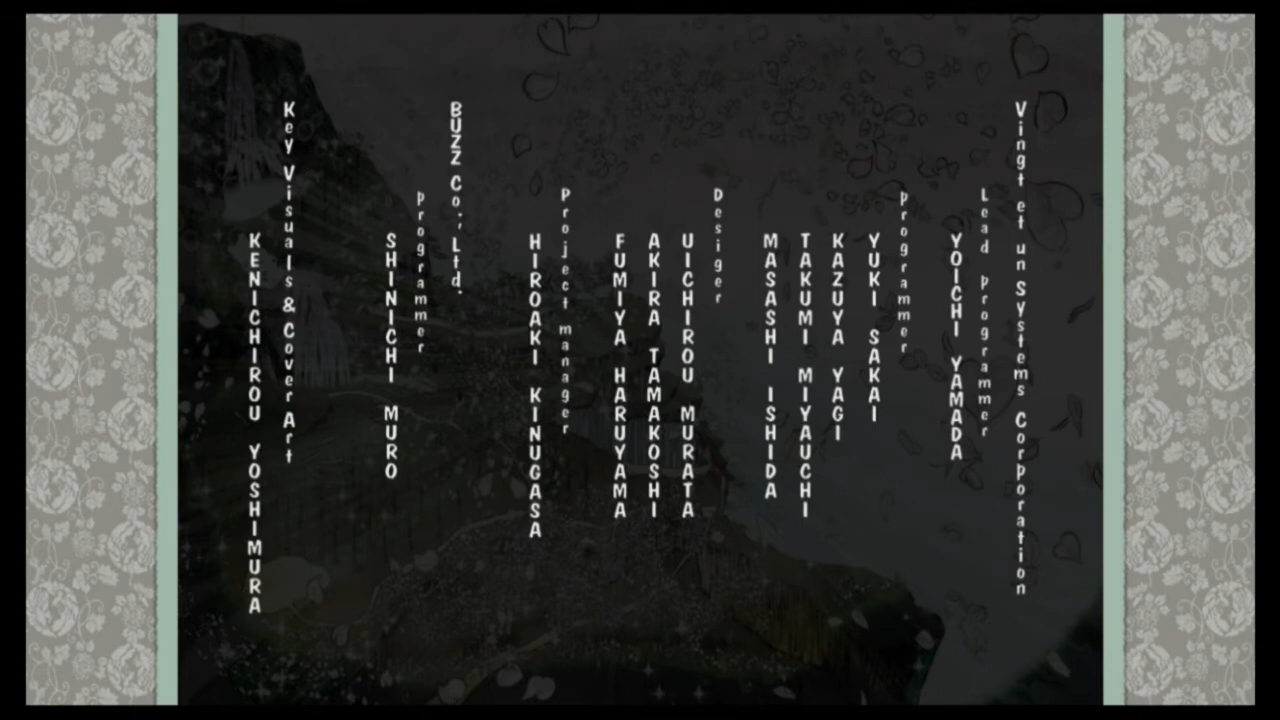 Vingt et un Systems Corporation
Lead programmer
YOICHI YAMADA
programmer
YUKI SAKAI
KAZUYA YAGI
TAKUMI MIYAUCHI
MASASHI ISHIDA
Desiger
UICHIROU MURATA
AKIRA TAMAKOSHI
FUMIYA HARUYAMA
Project manager
HIROAKI KINUGASA
BUZZ Co.,Ltd.
programmer
SHINICHI MURO
Key Visuals & Cover Art
KENICHIROU YOSHIMURA